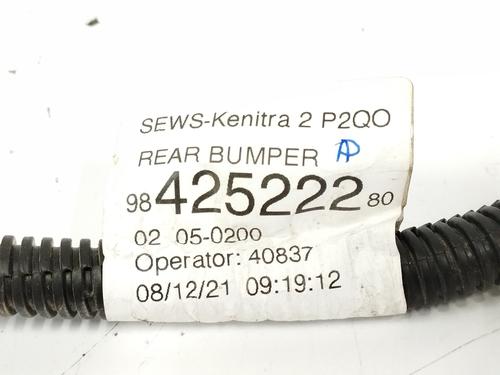 SEWS-Kenitra 2 P2QO
REAR BUMPER AD
98 425222 80
02 05-0200
Operator: 40837
08/12/21 09:19:12